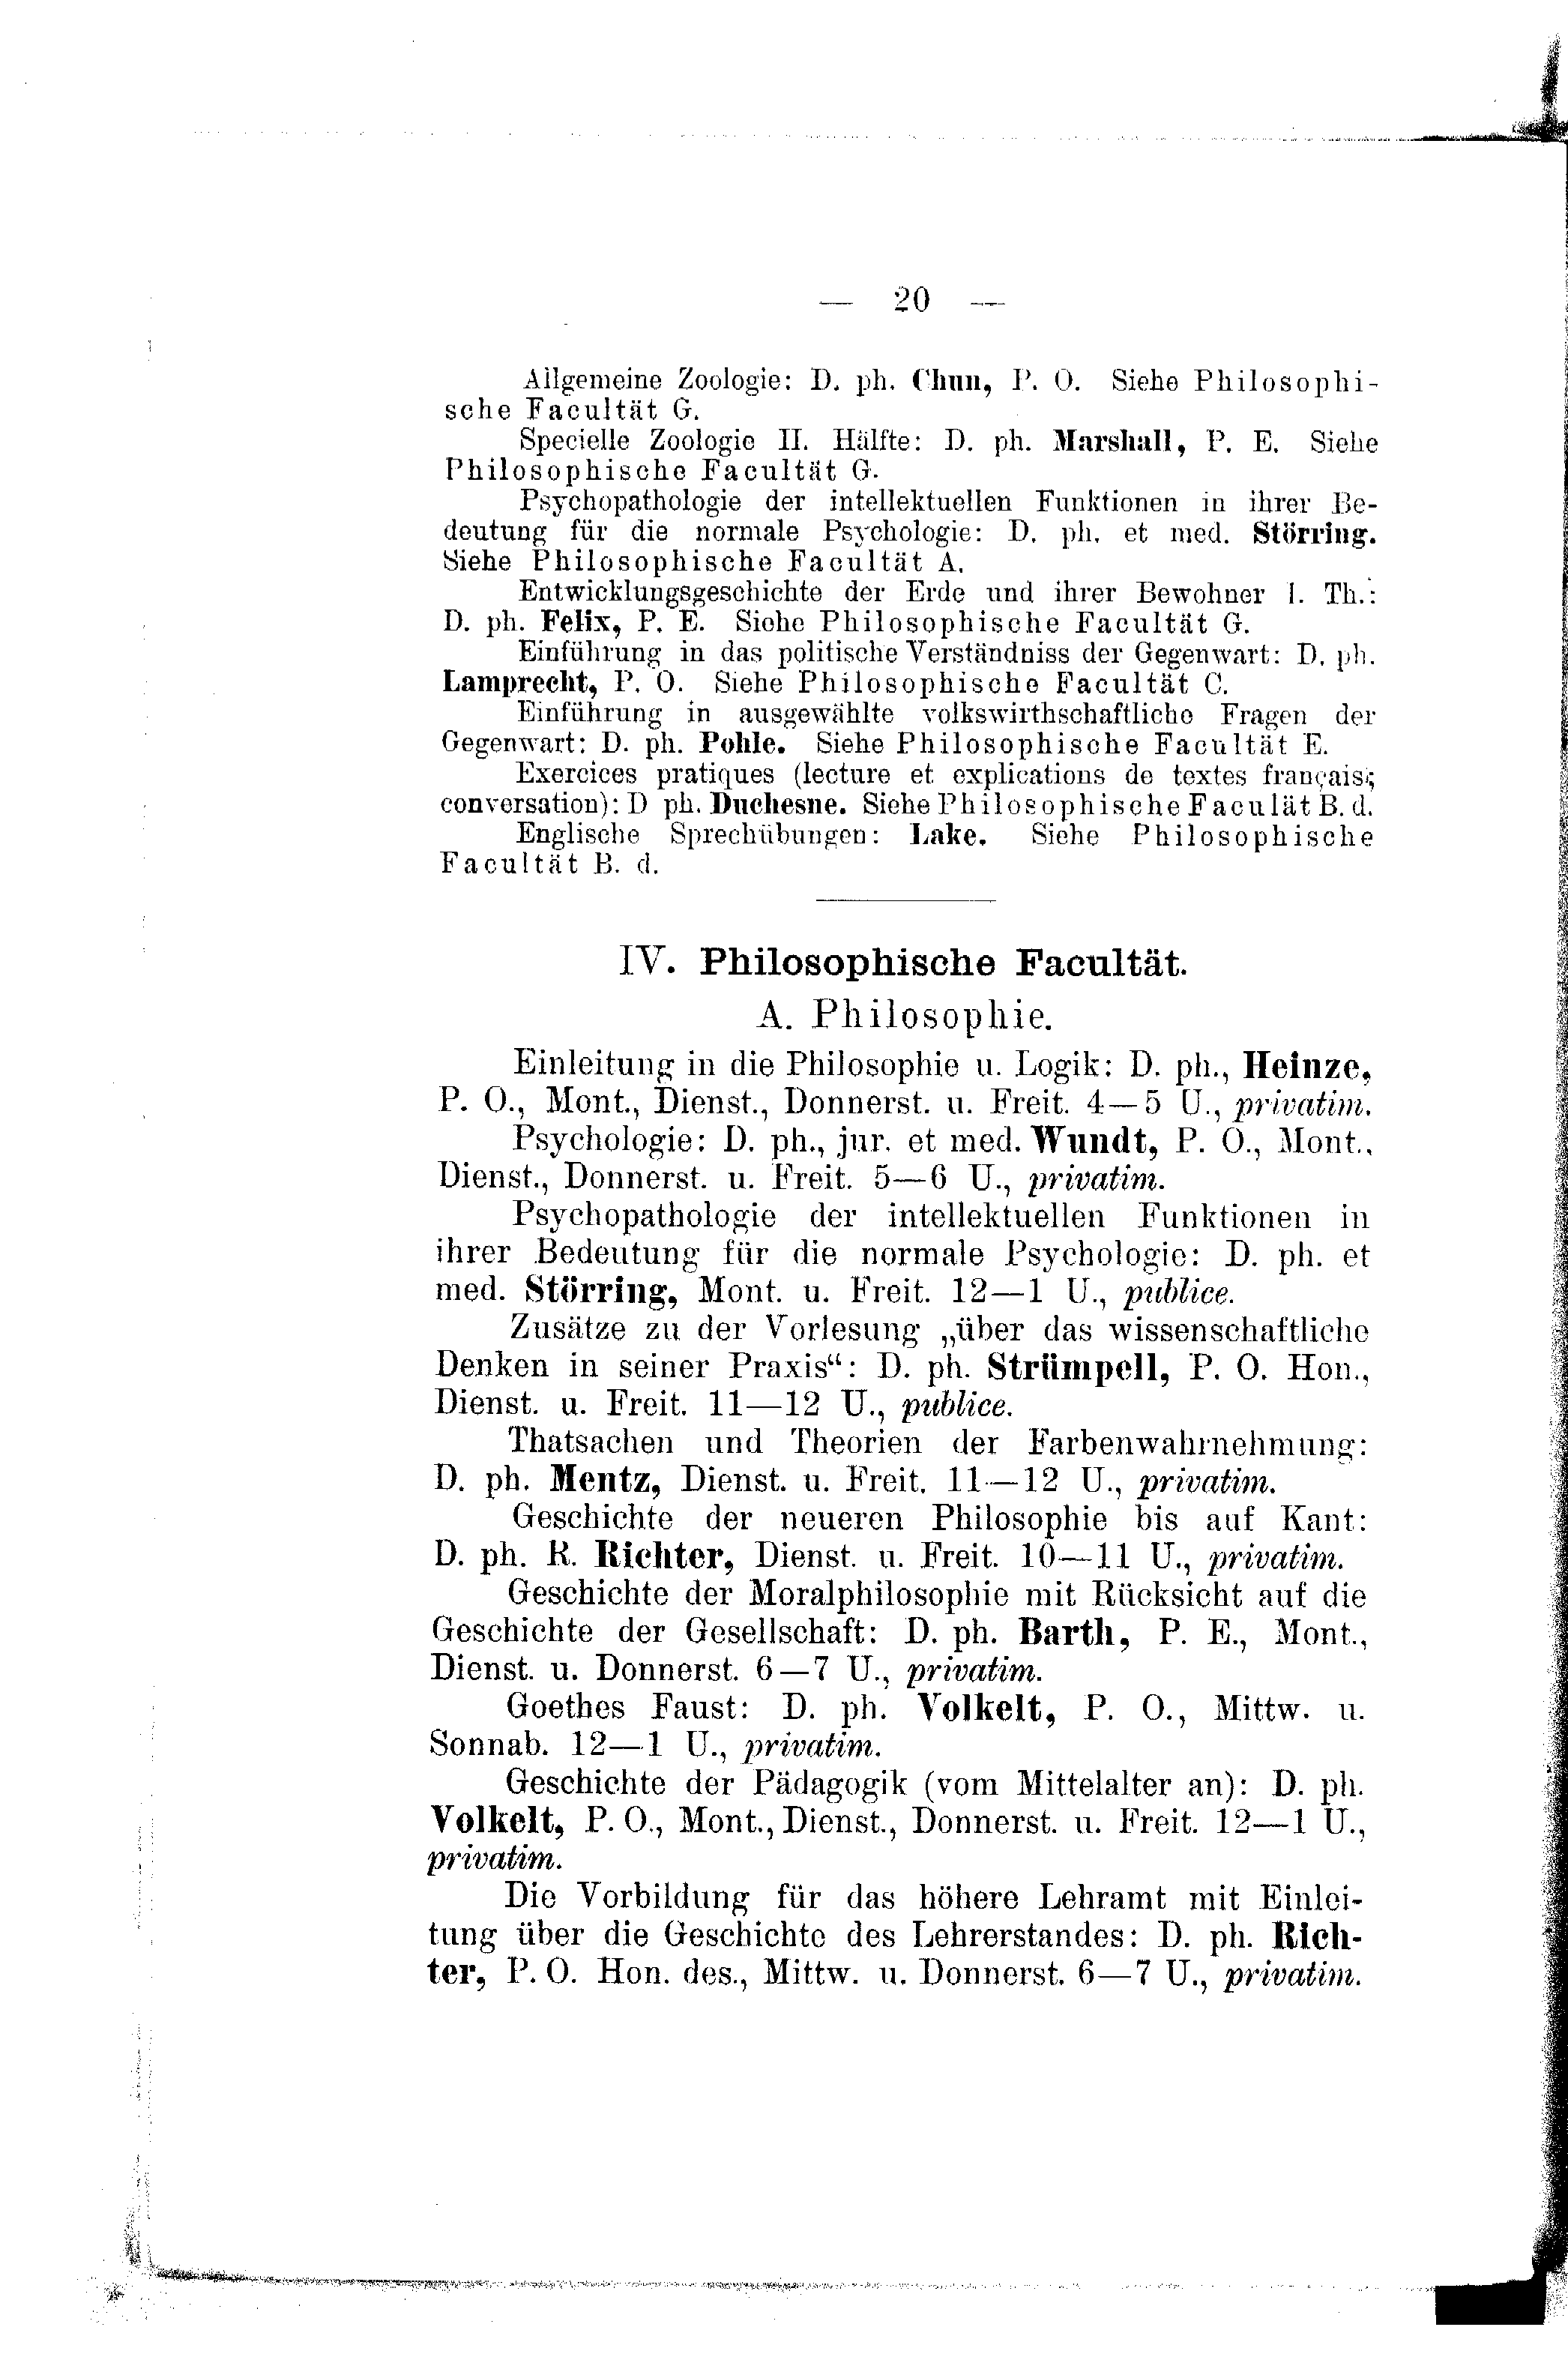 — 20 —
Allgemeine Zoologie: D. ph. Chun, P. O. Siehe Philosophi-
sche Facultät G.
Specielle Zoologie II. Hälfte: D. ph. Marshall, P. E. Siehe
Philosophische Facultät G.
Psychopathologie der intellektuellen Funktionen in ihrer Be-
deutung für die normale Psychologie: D. ph. et med. Störring.
Siehe Philosophische Facultät A.
Entwicklungsgeschichte der Erde und ihrer Bewohner I. Th.:
D. ph. Felix, P. E. Siehe Philosophische Facultät G.
Einführung in das politische Verständniss der Gegenwart: D. ph.
Lamprecht, P. O. Siehe Philosophische Facultät C.
Einführung in ausgewählte volkswirthschaftliche Fragen der
Gegenwart: D. ph. Pohle. Siehe Philosophische Facultät E.
Exercices pratiques (lecture et explications de textes français;
conversation): D ph. Duchesne. Siehe Philosophische Faculät B. d.
Englische Sprechübungen: Lake. Siehe Philosophische
Facultät B. d.
IV. Philosophische Facultät.
A. Philosophie.
Einleitung in die Philosophie u. Logik: D. ph., Heinze,
P. O., Mont., Dienst., Donnerst. u. Freit. 4—5 U., privatim.
Psychologie: D. ph., jur. et med. Wundt, P. O., Mont.,
Dienst., Donnerst. u. Freit. 5—6 U., privatim.
Psychopathologie der intellektuellen Funktionen in
ihrer Bedeutung für die normale Psychologie: D. ph. et
med. Störring, Mont. u. Freit. 12—1 U., publice.
Zusätze zu der Vorlesung „über das wissenschaftliche
Denken in seiner Praxis“: D. ph. Strümpell, P. O. Hon.,
Dienst. u. Freit. 11—12 U., publice.
Thatsachen und Theorien der Farbenwahrnehmung:
D. ph. Mentz, Dienst. u. Freit. 11—12 U., privatim.
Geschichte der neueren Philosophie bis auf Kant:
D. ph. R. Richter, Dienst. u. Freit. 10—11 U., privatim.
Geschichte der Moralphilosophie mit Rücksicht auf die
Geschichte der Gesellschaft: D. ph. Barth, P. E., Mont.,
Dienst. u. Donnerst. 6—7 U., privatim.
Goethes Faust: D. ph. Volkelt, P. O., Mittw. u.
Sonnab. 12—1 U., privatim.
Geschichte der Pädagogik (vom Mittelalter an): D. ph.
Volkelt, P. O., Mont., Dienst., Donnerst. u. Freit. 12—1 U.,
privatim.
Die Vorbildung für das höhere Lehramt mit Einlei-
tung über die Geschichte des Lehrerstandes: D. ph. Rich-
ter, P. O. Hon. des., Mittw. u. Donnerst. 6—7 U., privatim.